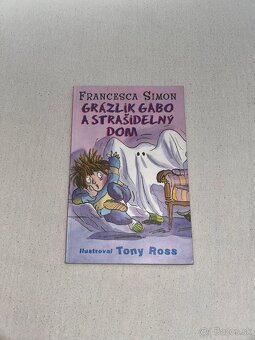 Francesca Simon
Grázlik Gabo
a strašidelný
dom
Ilustroval Tony Ross